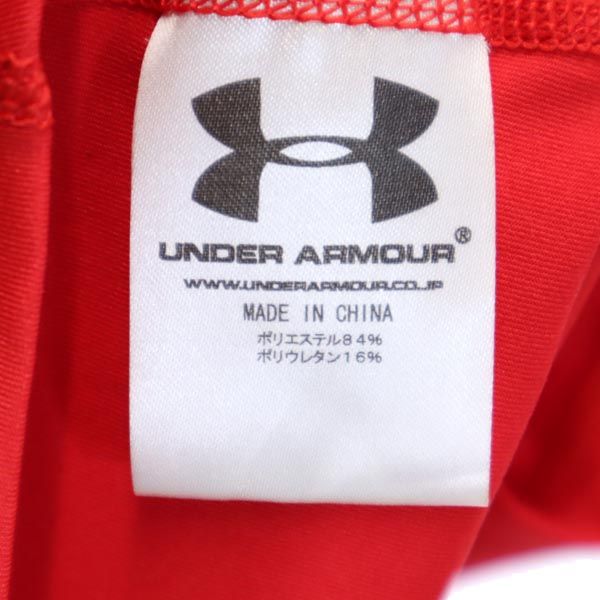 UNDER ARMOUR®
WWW.UNDERARMOUR.CO.JP
MADE IN CHINA
ポリエステル84%
ポリウレタン16%